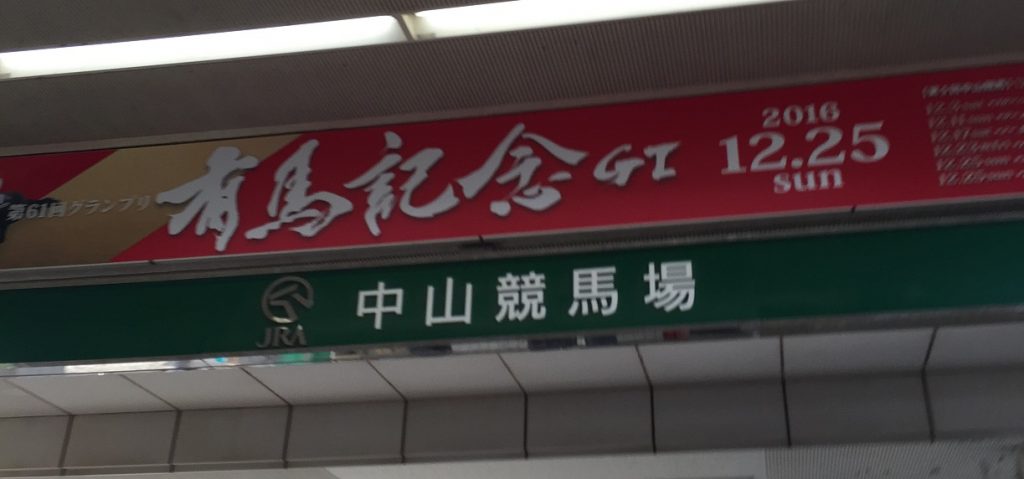 第61回グランプリ
有馬記念 GI
2016
12.25
sun
JRA
中山競馬場